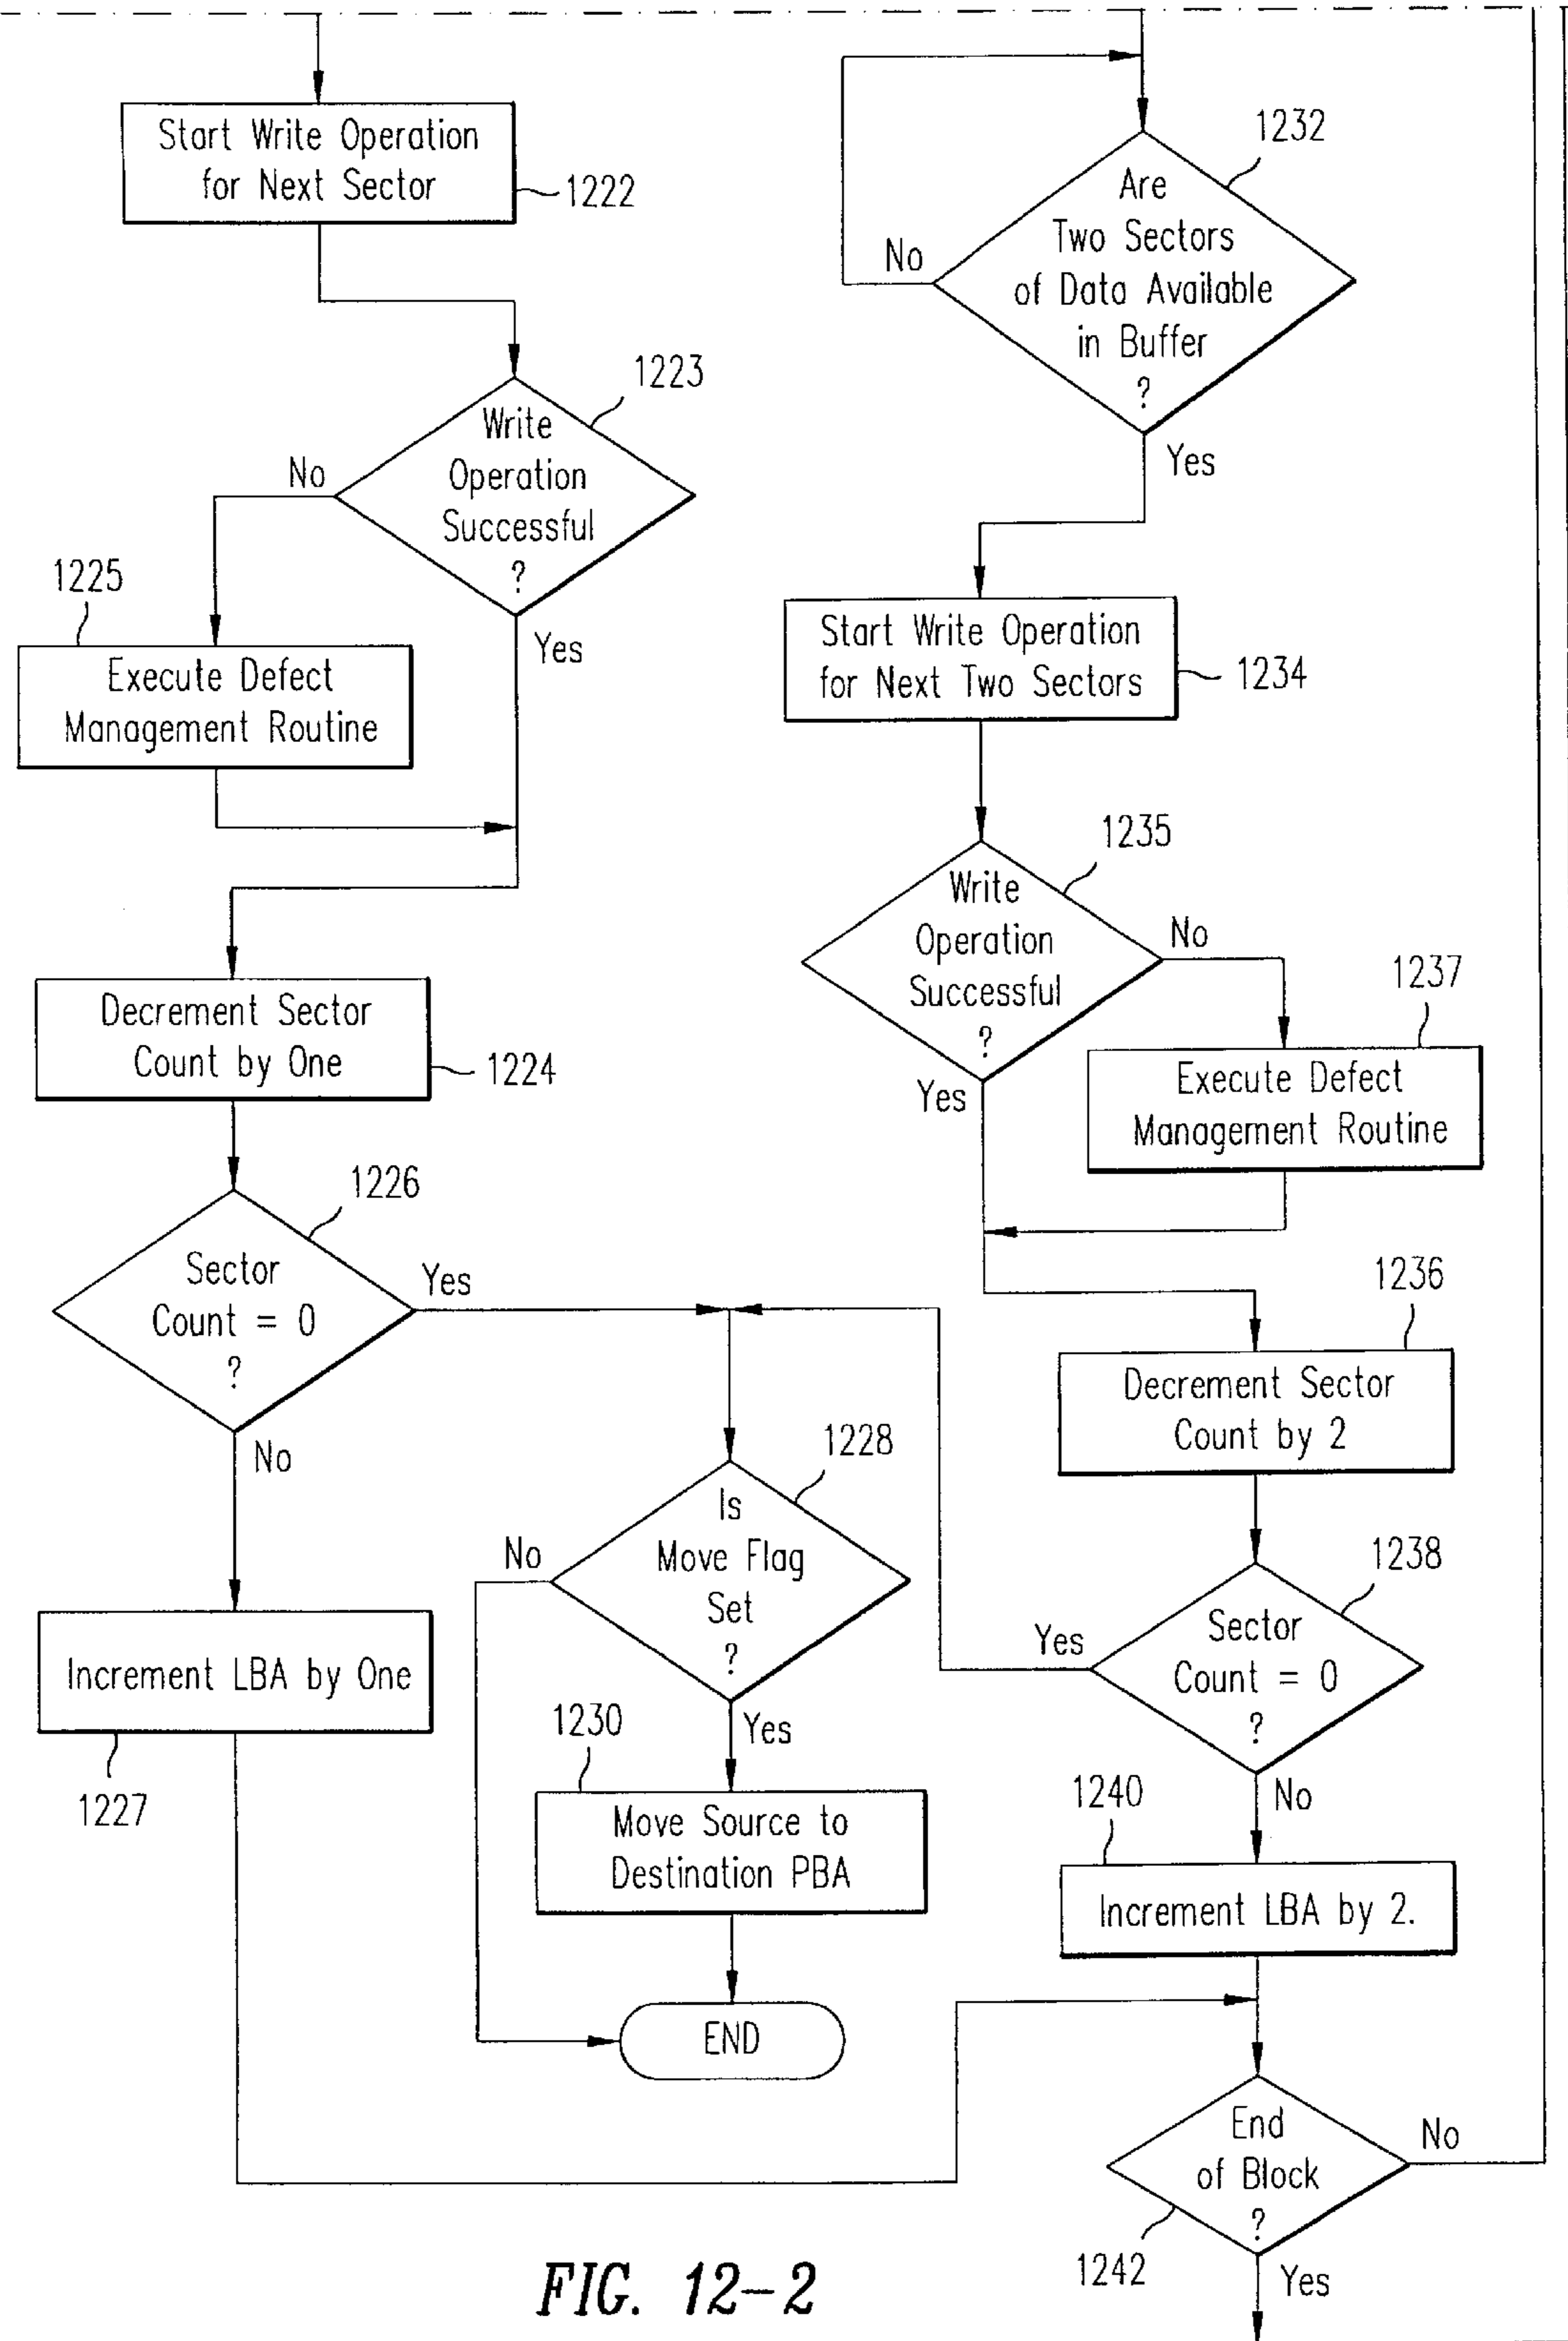 Start Write Operation
for Next Sector
1222
Write
Operation
Successful
?
1223
No
Yes
1225
Execute Defect
Management Routine
Decrement Sector
Count by One
1224
Sector
Count = 0
?
1226
Yes
No
Increment LBA by One
1227
Is
Move Flag
Set
?
1228
No
Yes
1230
Move Source to
Destination PBA
END
1232
Are
Two Sectors
of Data Available
in Buffer
?
No
Yes
Start Write Operation
for Next Two Sectors
1234
1235
Write
Operation
Successful
?
No
Yes
1237
Execute Defect
Management Routine
1236
Decrement Sector
Count by 2
1238
Sector
Count = 0
?
Yes
No
1240
Increment LBA by 2.
End
of Block
?
No
1242
Yes
FIG. 12-2